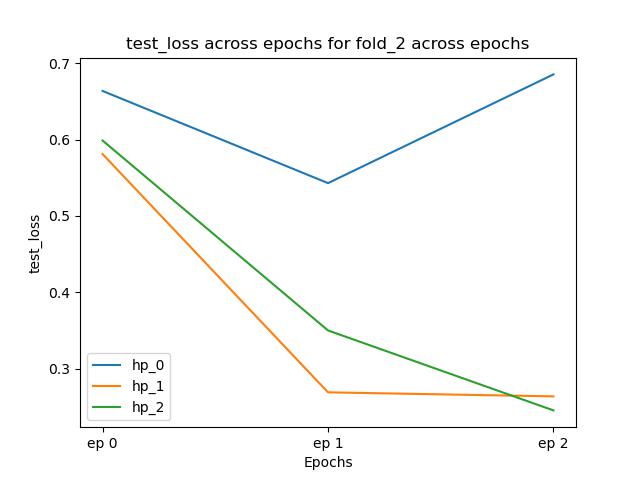 test_loss across epochs for fold_2 across epochs
0.7
0.6
0.5
0.4
0.3
test_loss
hp_0
hp_1
hp_2
ep 0
ep 1
ep 2
Epochs